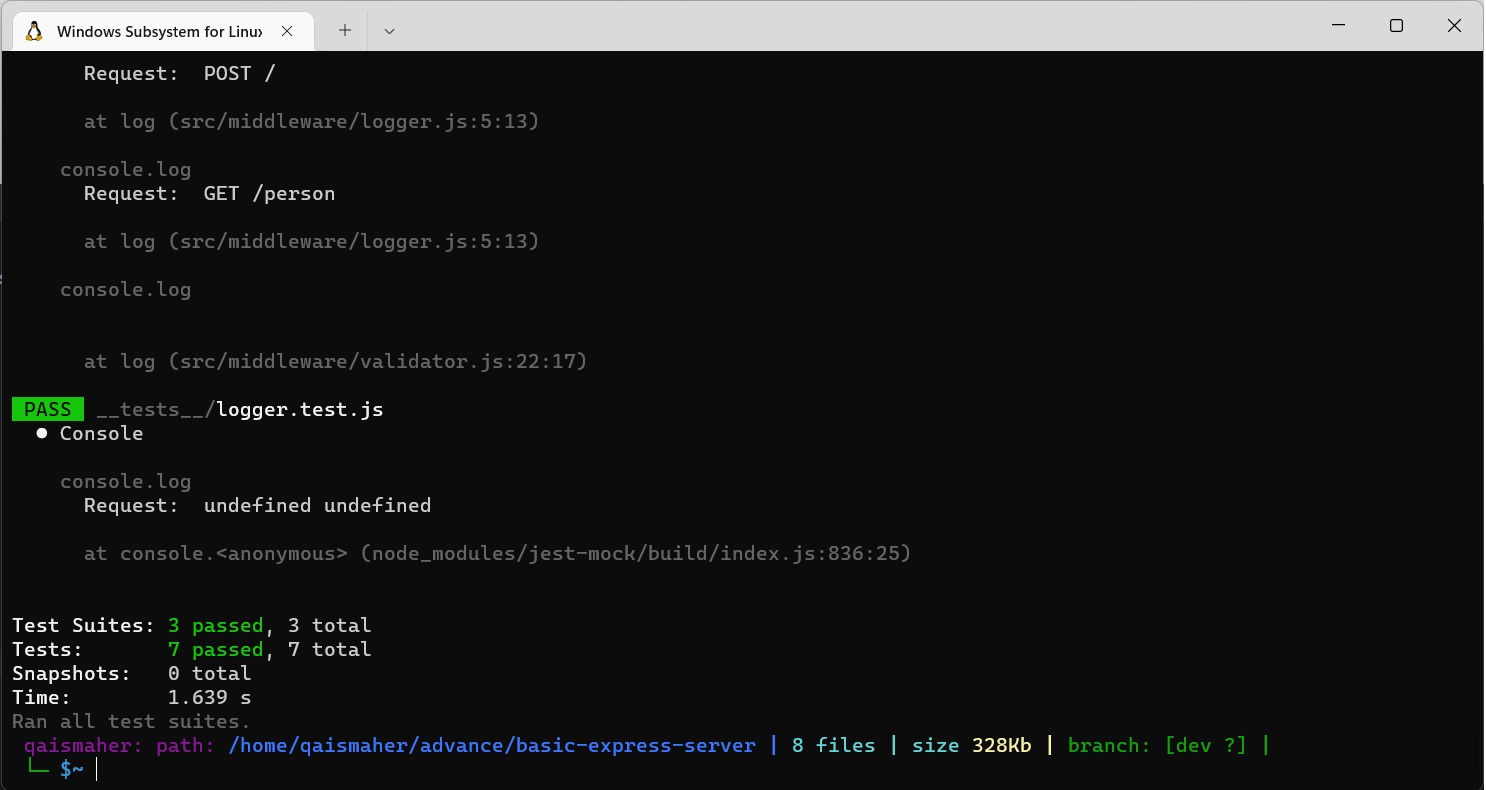 Windows Subsystem for Linux
Request:  POST /
at log (src/middleware/logger.js:5:13)
console.log
Request:  GET /person
at log (src/middleware/logger.js:5:13)
console.log
at log (src/middleware/validator.js:22:17)
PASS __tests__/logger.test.js
● Console
console.log
Request:  undefined undefined
at console.<anonymous> (node_modules/jest-mock/build/index.js:836:25)
Test Suites: 3 passed, 3 total
Tests:       7 passed, 7 total
Snapshots:   0 total
Time:        1.639 s
Ran all test suites.
qaismaher: path: /home/qaismaher/advance/basic-express-server | 8 files | size 328Kb | branch: [dev ?] |
└─ $~